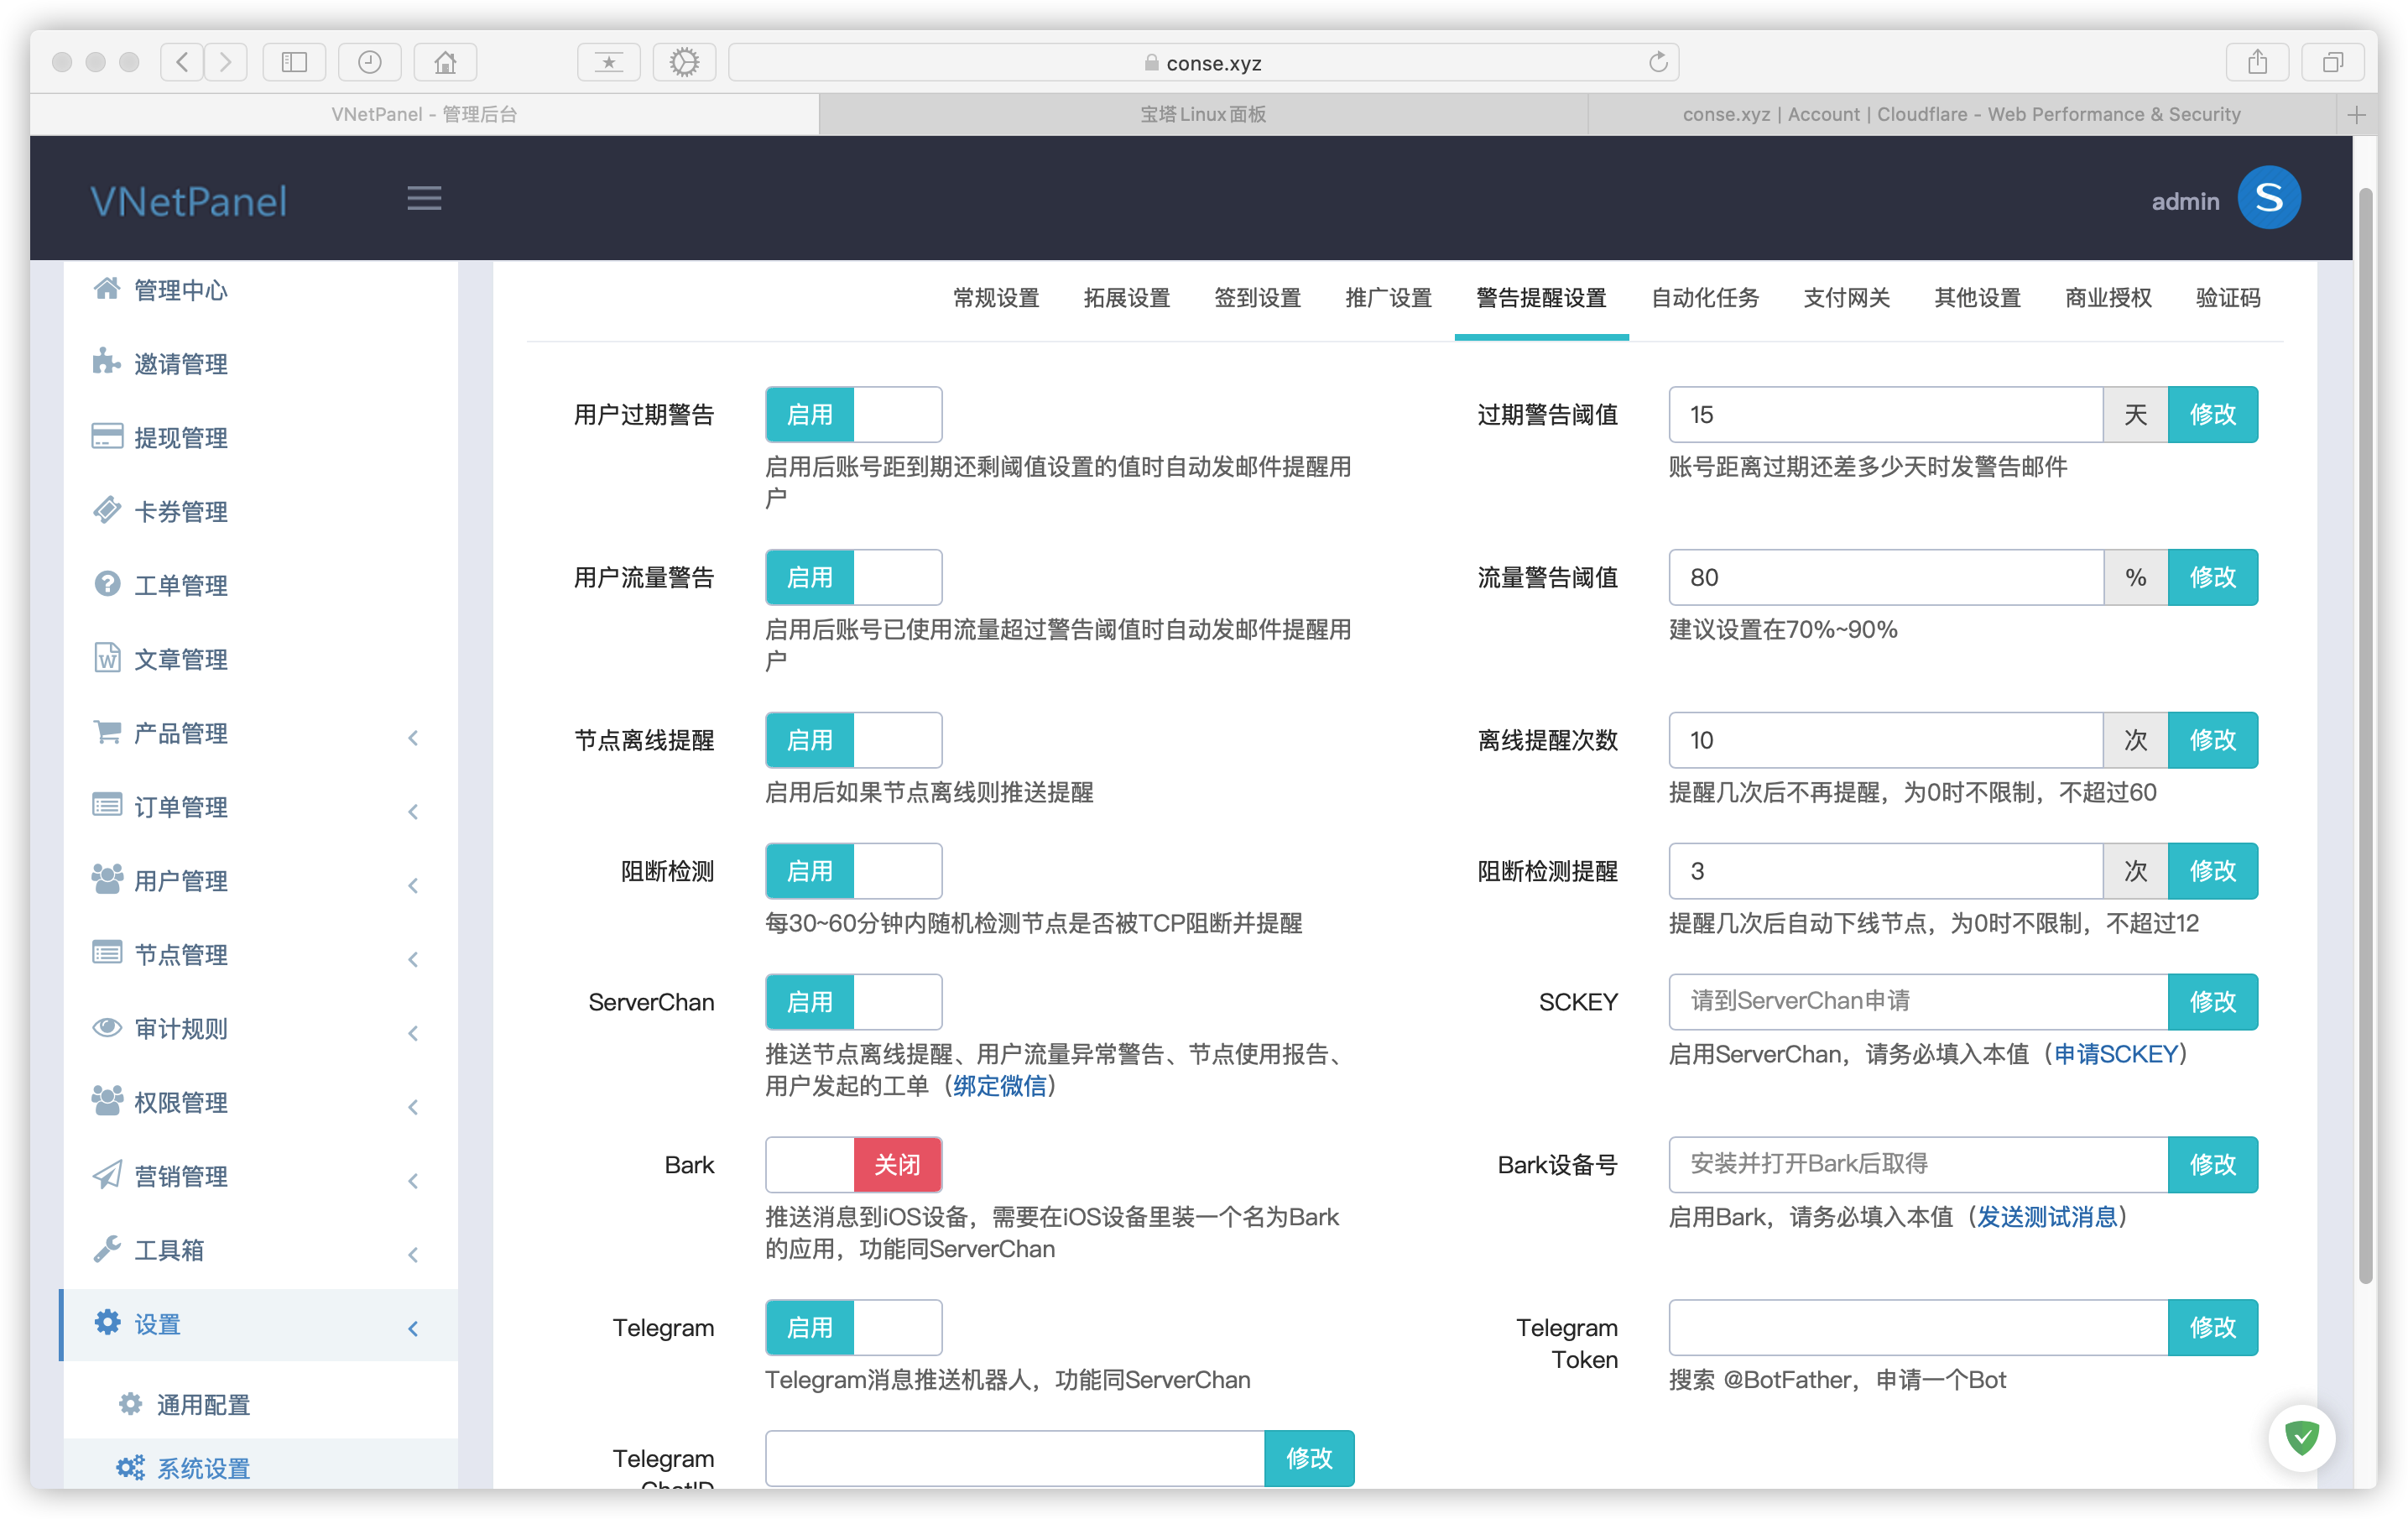 conse.xyz
VNetPanel - 管理后台
宝塔Linux面板
conse.xyz | Account | Cloudflare - Web Performance & Security
VNetPanel
admin
S
管理中心
邀请管理
提现管理
卡券管理
工单管理
文章管理
产品管理
订单管理
用户管理
节点管理
审计规则
权限管理
营销管理
工具箱
设置
通用配置
系统设置
常规设置
拓展设置
签到设置
推广设置
警告提醒设置
自动化任务
支付网关
其他设置
商业授权
验证码
用户过期警告
启用
启用后账号距到期还剩阈值设置的值时自动发邮件提醒用
户
过期警告阈值
15
天
修改
账号距离过期还差多少天时发警告邮件
用户流量警告
启用
启用后账号已使用流量超过警告阈值时自动发邮件提醒用
户
流量警告阈值
80
%
修改
建议设置在70%~90%
节点离线提醒
启用
启用后如果节点离线则推送提醒
离线提醒次数
10
次
修改
提醒几次后不再提醒，为0时不限制，不超过60
阻断检测
启用
每30~60分钟内随机检测节点是否被TCP阻断并提醒
阻断检测提醒
3
次
修改
提醒几次后自动下线节点，为0时不限制，不超过12
ServerChan
启用
推送节点离线提醒、用户流量异常警告、节点使用报告、
用户发起的工单（绑定微信）
SCKEY
请到ServerChan申请
修改
启用ServerChan，请务必填入本值（申请SCKEY）
Bark
关闭
推送消息到iOS设备，需要在iOS设备里装一个名为Bark
的应用，功能同ServerChan
Bark设备号
安装并打开Bark后取得
修改
启用Bark，请务必填入本值（发送测试消息）
Telegram
启用
Telegram消息推送机器人，功能同ServerChan
Telegram
Token
修改
搜索 @BotFather，申请一个Bot
Telegram
ChatID
修改